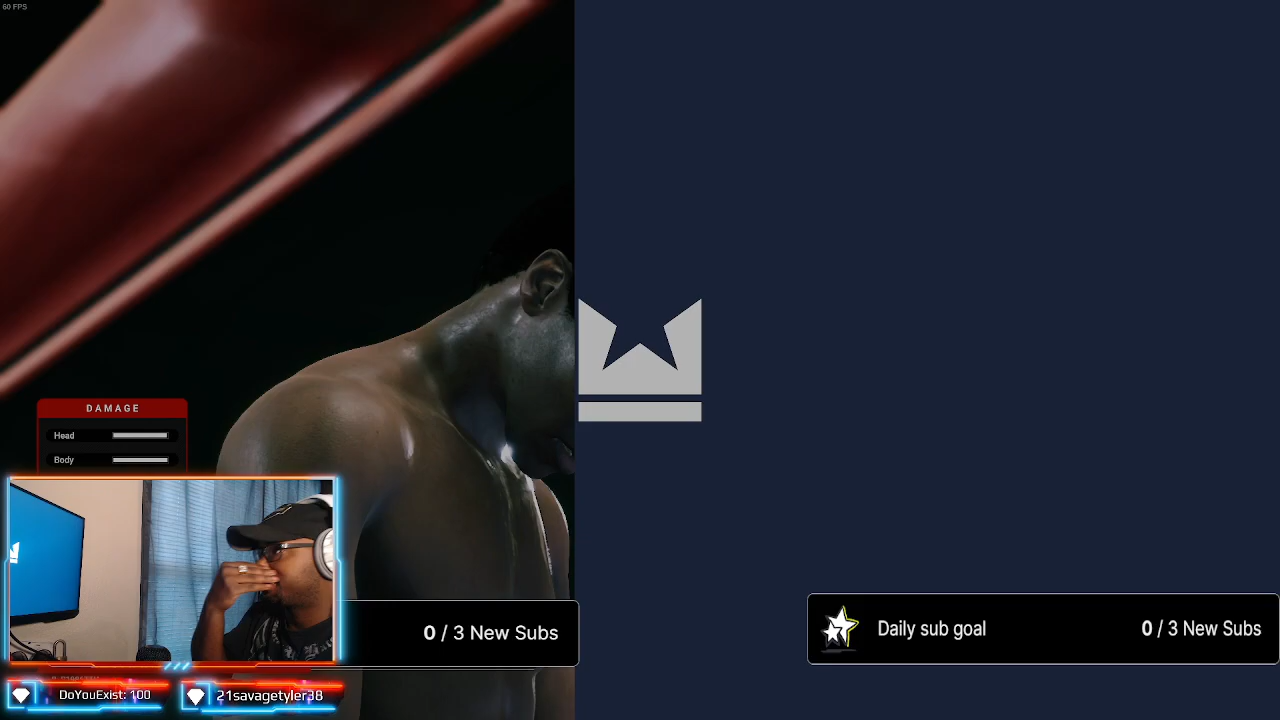 60 FPS
DAMAGE
Head
Body
0 / 3 New Subs
Daily sub goal
0 / 3 New Subs
DoYouExist: 100
21savagetyler38